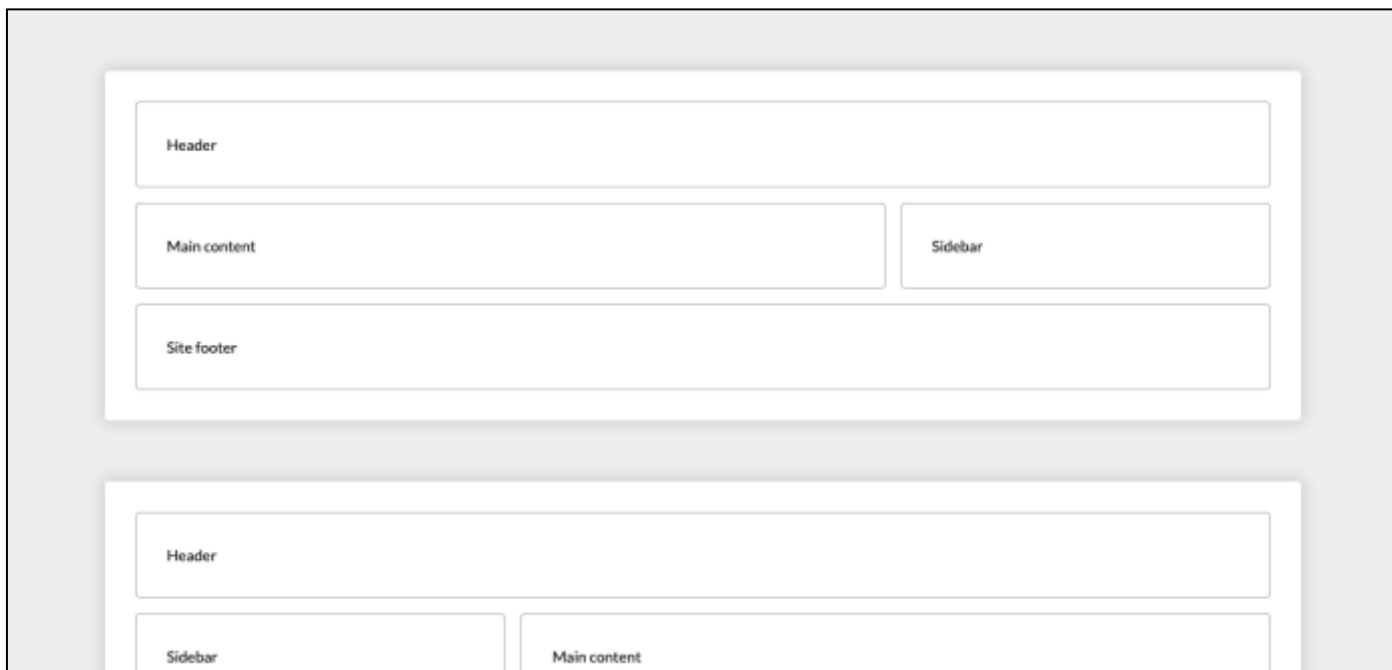 Header
Main content
Sidebar
Site footer
Header
Sidebar
Main content